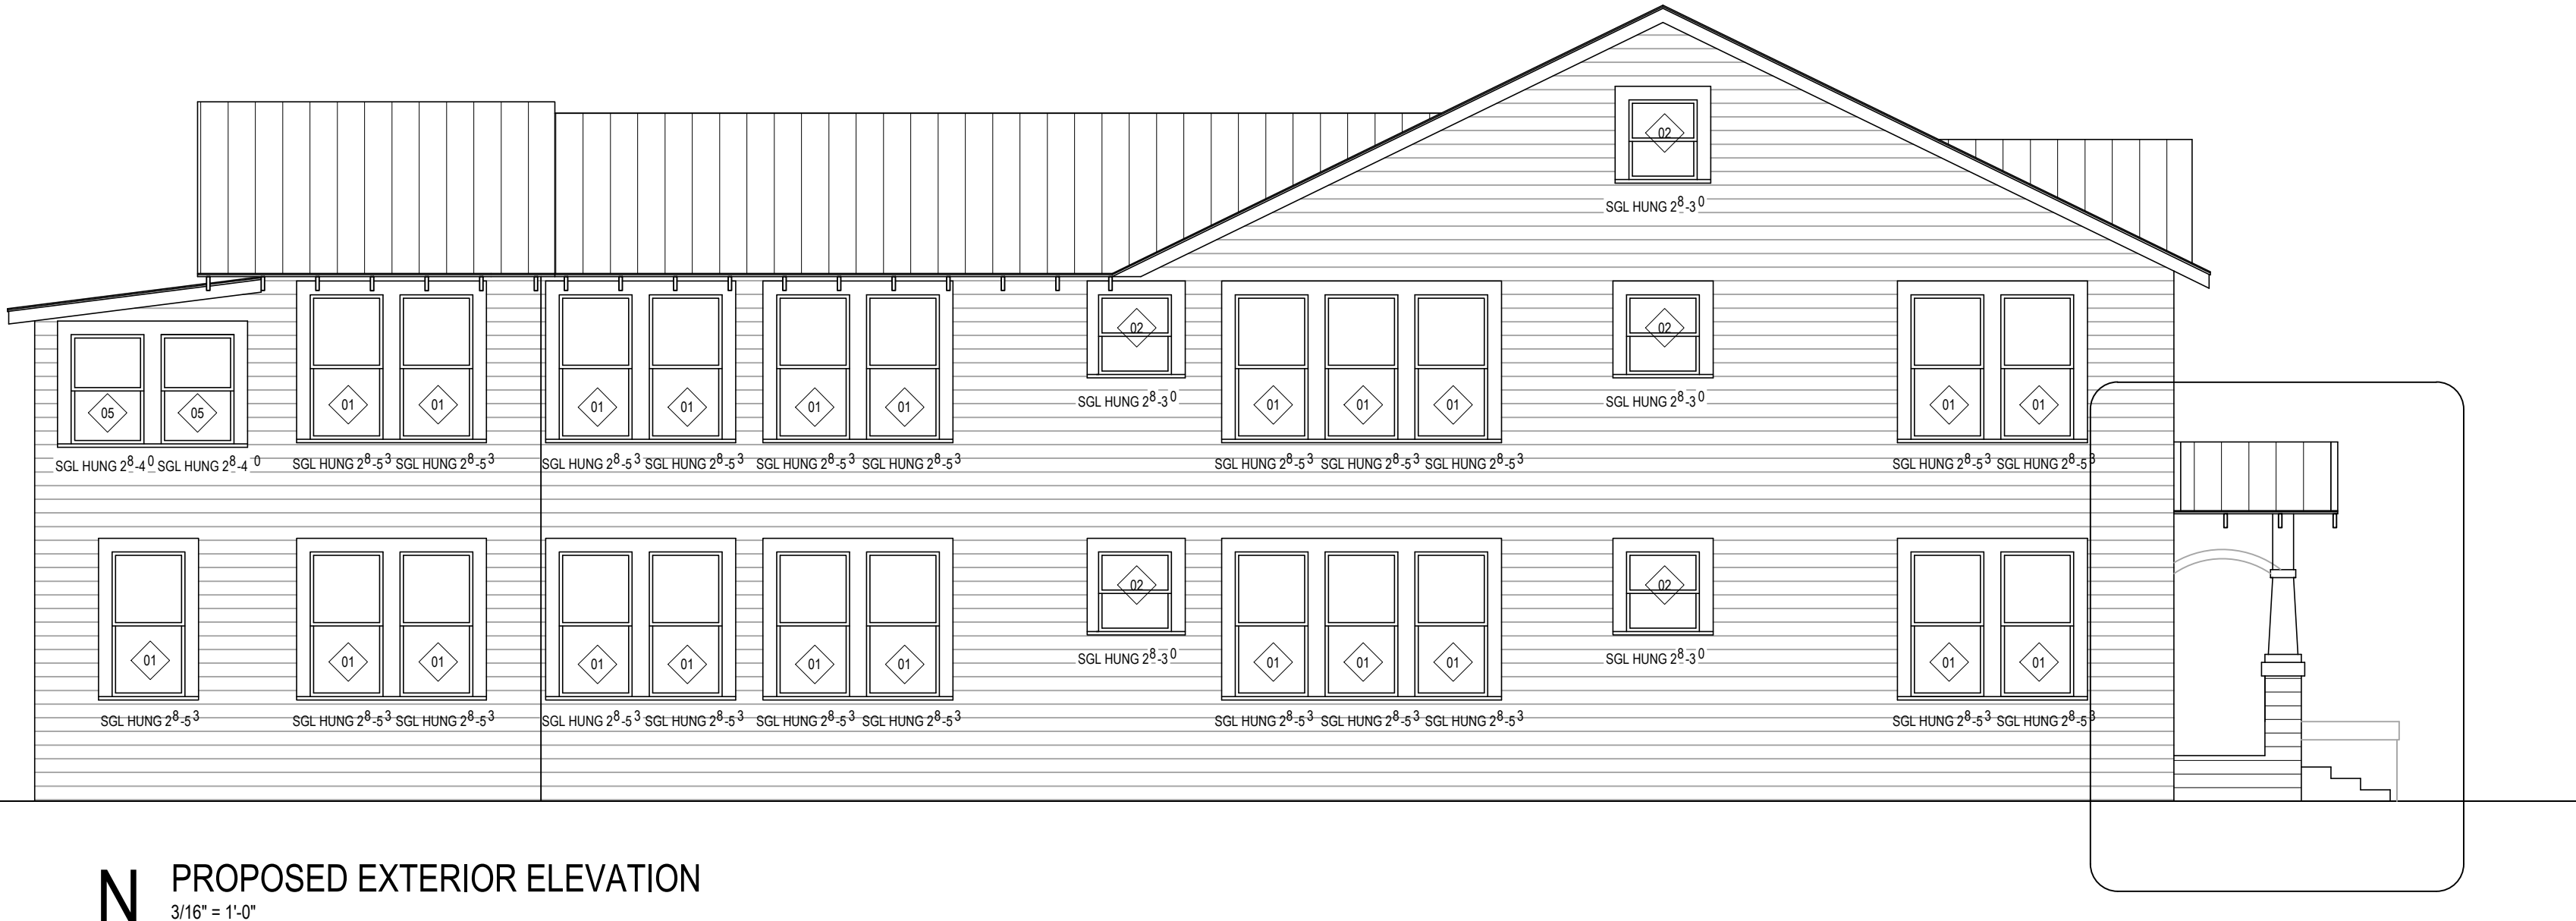 02
SGL HUNG 2⁸-3⁰
02 02
05 05 01 01 01 01 01 01 01 01 01 01 01
SGL HUNG 2⁸-3⁰ SGL HUNG 2⁸-3⁰
SGL HUNG 2⁸-4⁰ SGL HUNG 2⁸-4⁰ SGL HUNG 2⁸-5³ SGL HUNG 2⁸-5³ SGL HUNG 2⁸-5³ SGL HUNG 2⁸-5³ SGL HUNG 2⁸-5³ SGL HUNG 2⁸-5³ SGL HUNG 2⁸-5³ SGL HUNG 2⁸-5³ SGL HUNG 2⁸-5³ SGL HUNG 2⁸-5³ SGL HUNG 2⁸-5³
02 02
01 01 01 01 01 01 01 01 01 01 01 01
SGL HUNG 2⁸-3⁰ SGL HUNG 2⁸-3⁰
SGL HUNG 2⁸-5³ SGL HUNG 2⁸-5³ SGL HUNG 2⁸-5³ SGL HUNG 2⁸-5³ SGL HUNG 2⁸-5³ SGL HUNG 2⁸-5³ SGL HUNG 2⁸-5³ SGL HUNG 2⁸-5³ SGL HUNG 2⁸-5³ SGL HUNG 2⁸-5³ SGL HUNG 2⁸-5³ SGL HUNG 2⁸-5³
N PROPOSED EXTERIOR ELEVATION
3/16" = 1'-0"